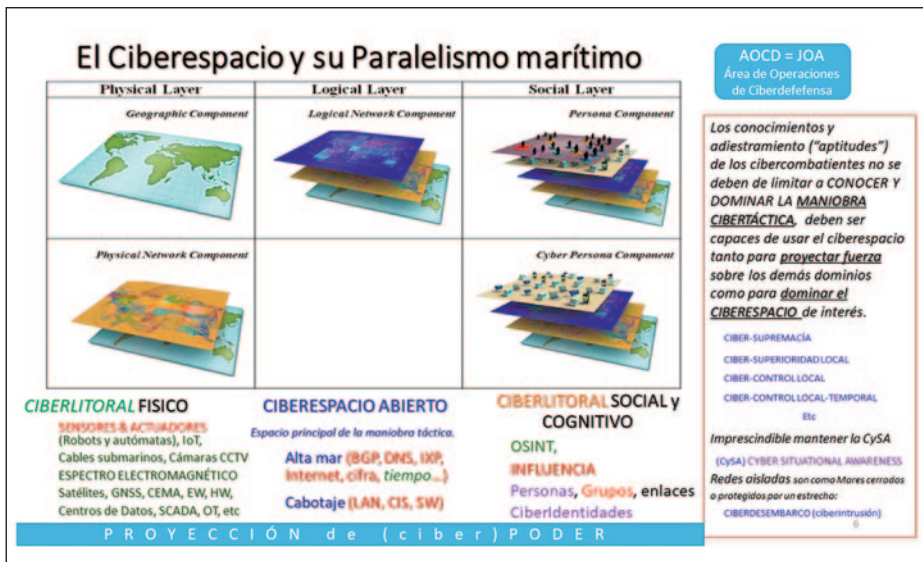 El Ciberespacio y su Paralelismo marítimo
Physical Layer
Logical Layer
Social Layer
Geographic Component
Logical Network Component
Persona Component
Physical Network Component
Cyber Persona Component
CIBERLITORAL FISICO
SENSORES & ACTUADORES
(Robots y autómatas), IoT,
Cables submarinos, Cámaras CCTV
ESPECTRO ELECTROMAGNÉTICO
Satélites, GNSS, CEMA, EW, HW,
Centros de Datos, SCADA, OT, etc
CIBERESPACIO ABIERTO
Espacio principal de la maniobra táctica.
Alta mar (BGP, DNS, IXP,
Internet, cifra, tiempo...)
Cabotaje (LAN, CIS, SW)
CIBERLITORAL SOCIAL y
COGNITIVO
OSINT,
INFLUENCIA
Personas, Grupos, enlaces
CiberIdentidades
PROYECCIÓN de (ciber)PODER
AOCD = JOA
Área de Operaciones
de Ciberdefefensa
Los conocimientos y
adiestramiento ("aptitudes")
de los cibercombatientes no se
deben de limitar a CONOCER Y
DOMINAR LA MANIOBRA
CIBERTÁCTICA, deben ser
capaces de usar el ciberespacio
tanto para proyectar fuerza
sobre los demás dominios
como para dominar el
CIBERESPACIO de interés.
CIBER-SUPREMACÍA
CIBER-SUPERIORIDAD LOCAL
CIBER-CONTROL LOCAL
CIBER-CONTROL LOCAL-TEMPORAL
Etc
Imprescindible mantener la CySA
(CySA) CYBER SITUATIONAL AWARENESS
Redes aisladas son como Mares cerrados
o protegidos por un estrecho:
CIBERDESEMBARCO (ciberintrusión)
6